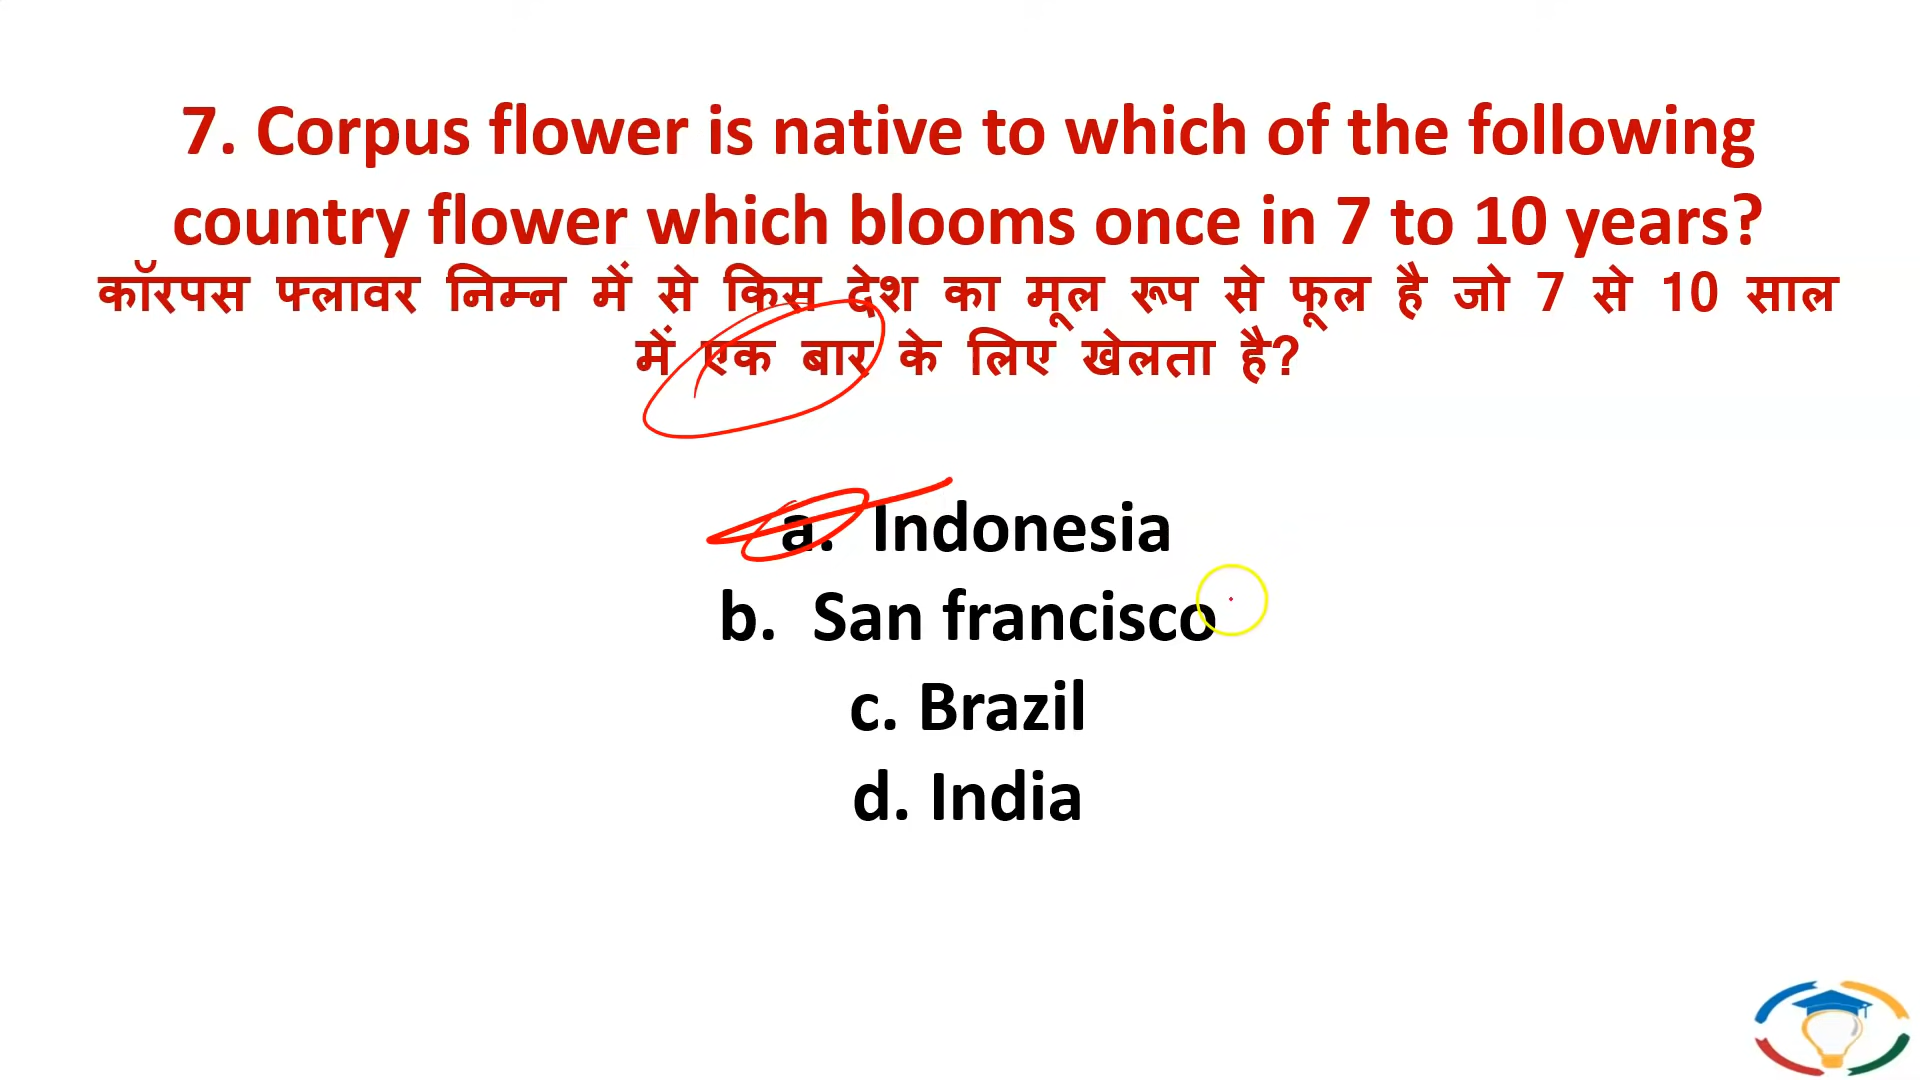 7. Corpus flower is native to which of the following
country flower which blooms once in 7 to 10 years?
कॉरपस फ्लावर निम्न में से किस देश का मूल रूप से फूल है जो 7 से 10 साल
में एक बार के लिए खेलता है?
a. Indonesia
b. San francisco
c. Brazil
d. India